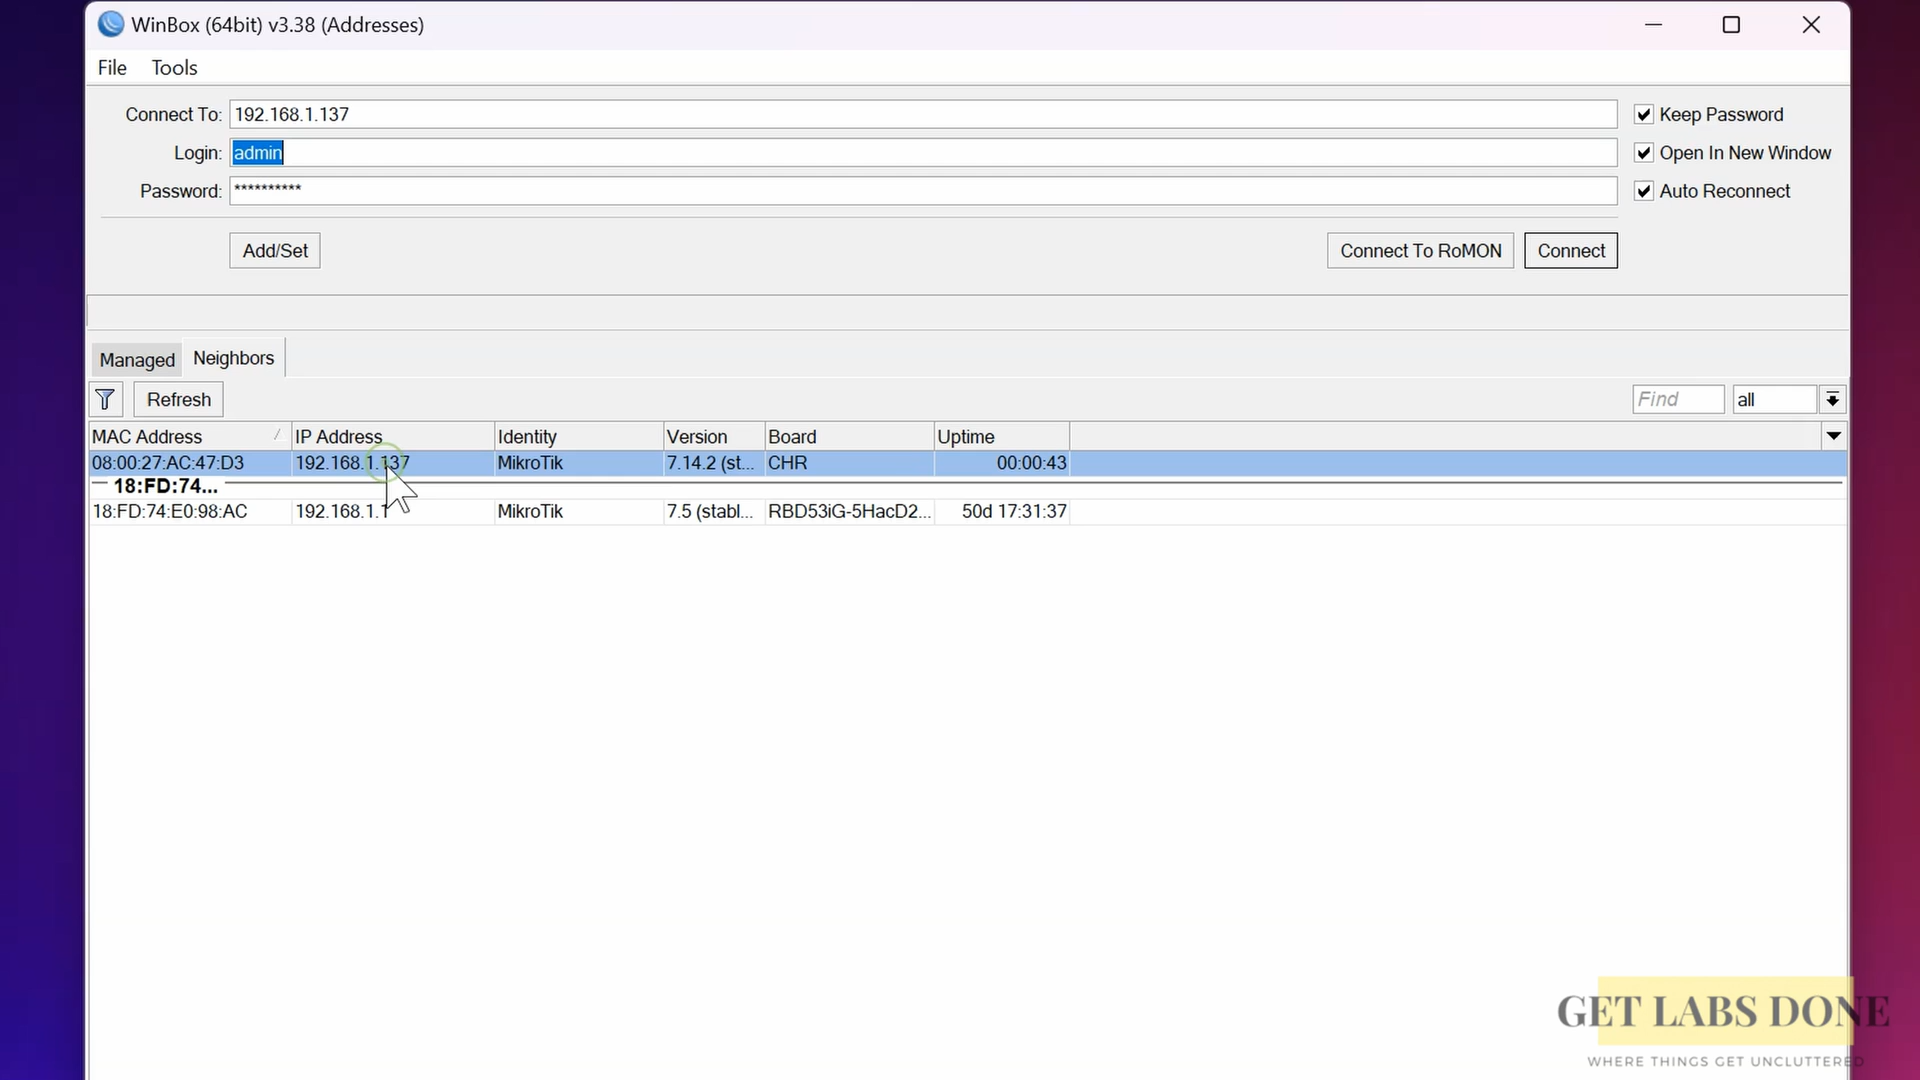 WinBox (64bit) v3.38 (Addresses)
File Tools
Connect To: 192.168.1.137 Keep Password
Login: admin Open In New Window
Password: ********** Auto Reconnect
Add/Set Connect To RoMON Connect
Managed Neighbors
Refresh Find all
MAC Address IP Address Identity Version Board Uptime
08:00:27:AC:47:D3 192.168.1.137 MikroTik 7.14.2 (st... CHR 00:00:43
18:FD:74...
18:FD:74:E0:98:AC 192.168.1.1 MikroTik 7.5 (stabl... RBD53iG-5HacD2... 50d 17:31:37
GET LABS DONE
WHERE THINGS GET UNCLUTTERED